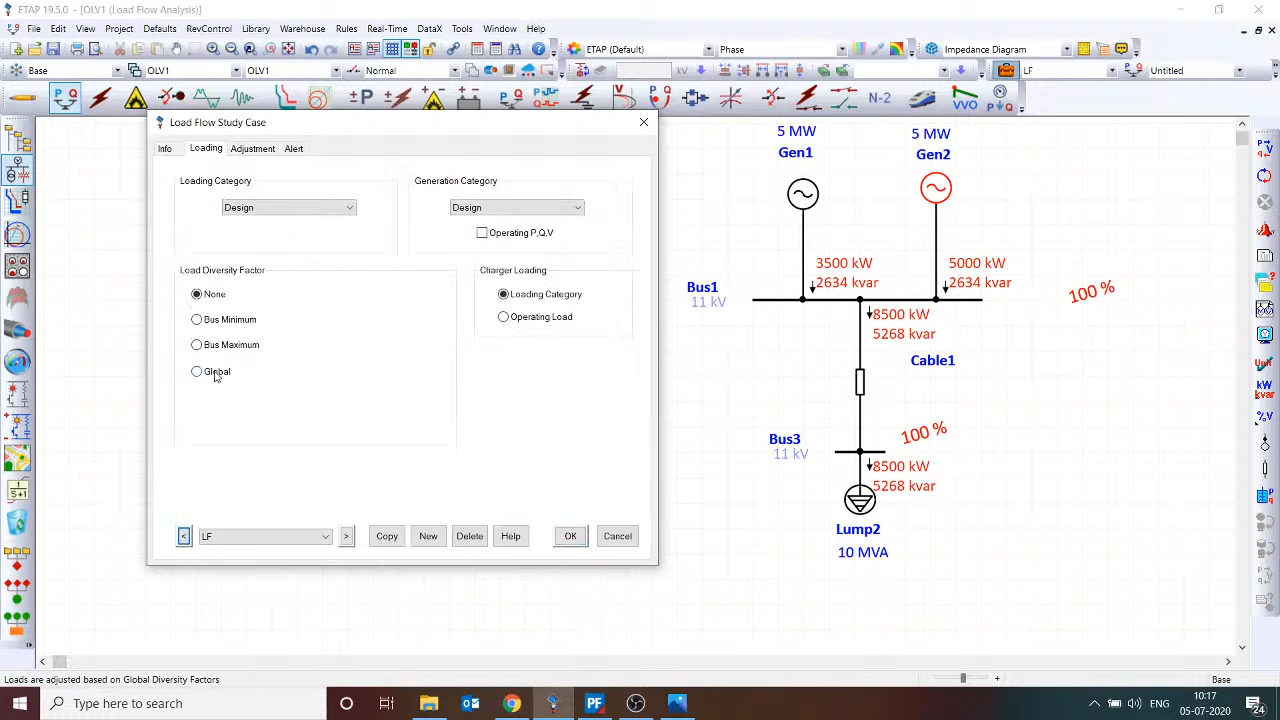 ETAP 19.5.0 - [OLV1 (Load Flow Analysis)]
File Edit View Project Defaults RevControl Library Warehouse Rules Real-Time DataX Tools Window Help
ETAP (Default) Phase Impedance Diagram
Base OLV1 OLV1 Normal kV LF Untitled
N-2 VVO
Load Flow Study Case
Info Loading Adjustment Alert
Loading Category
Design
Generation Category
Design
Operating P,Q,V
Load Diversity Factor
None
Bus Minimum
Bus Maximum
Global
Charger Loading
Loading Category
Operating Load
< LF > Copy New Delete Help OK Cancel
5 MW
Gen1
5 MW
Gen2
3500 kW
2634 kvar
5000 kW
2634 kvar
Bus1
11 kV
100 %
8500 kW
5268 kvar
Cable1
Bus3
11 kV
100 %
8500 kW
5268 kvar
Lump2
10 MVA
Loads are adjusted based on Global Diversity Factors
Base
Type here to search
ENG
10:17
05-07-2020
24